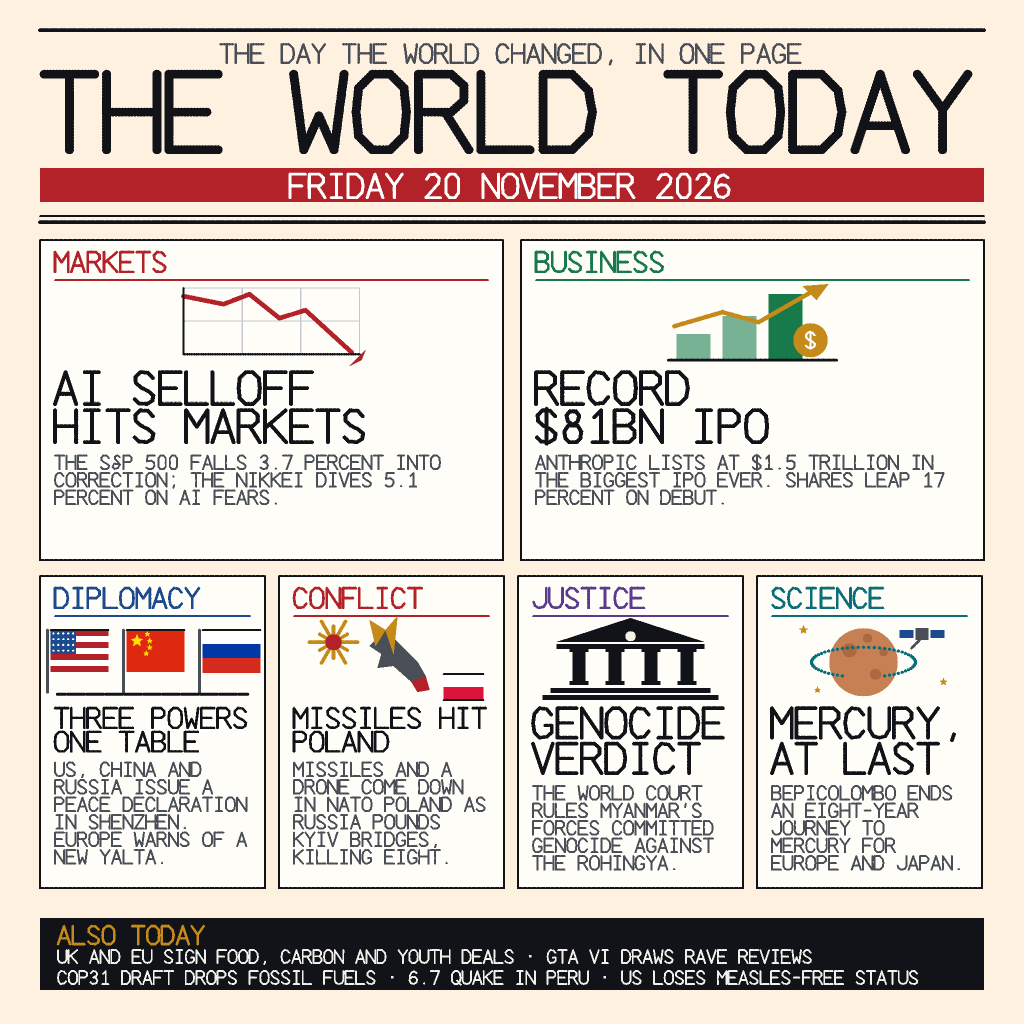 THE DAY THE WORLD CHANGED, IN ONE PAGE
THE WORLD TODAY
FRIDAY 20 NOVEMBER 2026
MARKETS
AI SELLOFF
HITS MARKETS
THE S&P 500 FALLS 3.7 PERCENT INTO
CORRECTION; THE NIKKEI DIVES 5.1
PERCENT ON AI FEARS.
BUSINESS
$
RECORD
$81BN IPO
ANTHROPIC LISTS AT $1.5 TRILLION IN
THE BIGGEST IPO EVER. SHARES LEAP 17
PERCENT ON DEBUT.
DIPLOMACY
THREE POWERS
ONE TABLE
US, CHINA AND
RUSSIA ISSUE A
PEACE DECLARATION
IN SHENZHEN.
EUROPE WARNS OF A
NEW YALTA.
CONFLICT
MISSILES HIT
POLAND
MISSILES AND A
DRONE COME DOWN
IN NATO POLAND AS
RUSSIA POUNDS
KYIV BRIDGES,
KILLING EIGHT.
JUSTICE
GENOCIDE
VERDICT
THE WORLD COURT
RULES MYANMAR'S
FORCES COMMITTED
GENOCIDE AGAINST
THE ROHINGYA.
SCIENCE
MERCURY,
AT LAST
BEPICOLOMBO ENDS
AN EIGHT-YEAR
JOURNEY TO
MERCURY FOR
EUROPE AND JAPAN.
ALSO TODAY
UK AND EU SIGN FOOD, CARBON AND YOUTH DEALS · GTA VI DRAWS RAVE REVIEWS
COP31 DRAFT DROPS FOSSIL FUELS · 6.7 QUAKE IN PERU · US LOSES MEASLES-FREE STATUS